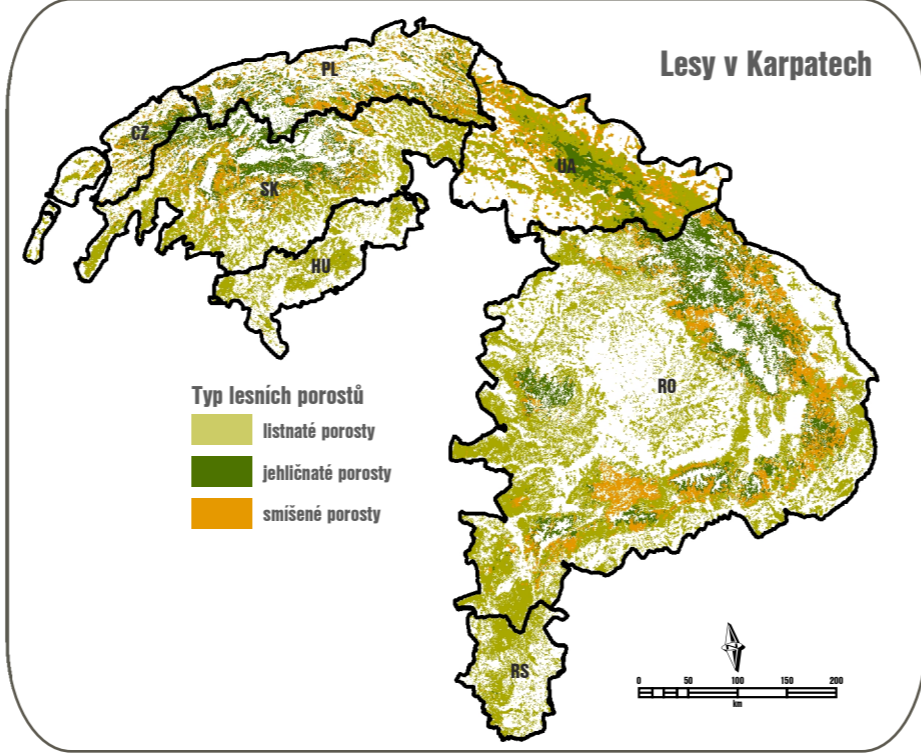 Lesy v Karpatech
PL
CZ
UA
SK
HU
RO
Typ lesních porostů
listnaté porosty
jehličnaté porosty
smíšené porosty
RS
N
0 50 100 150 200
km